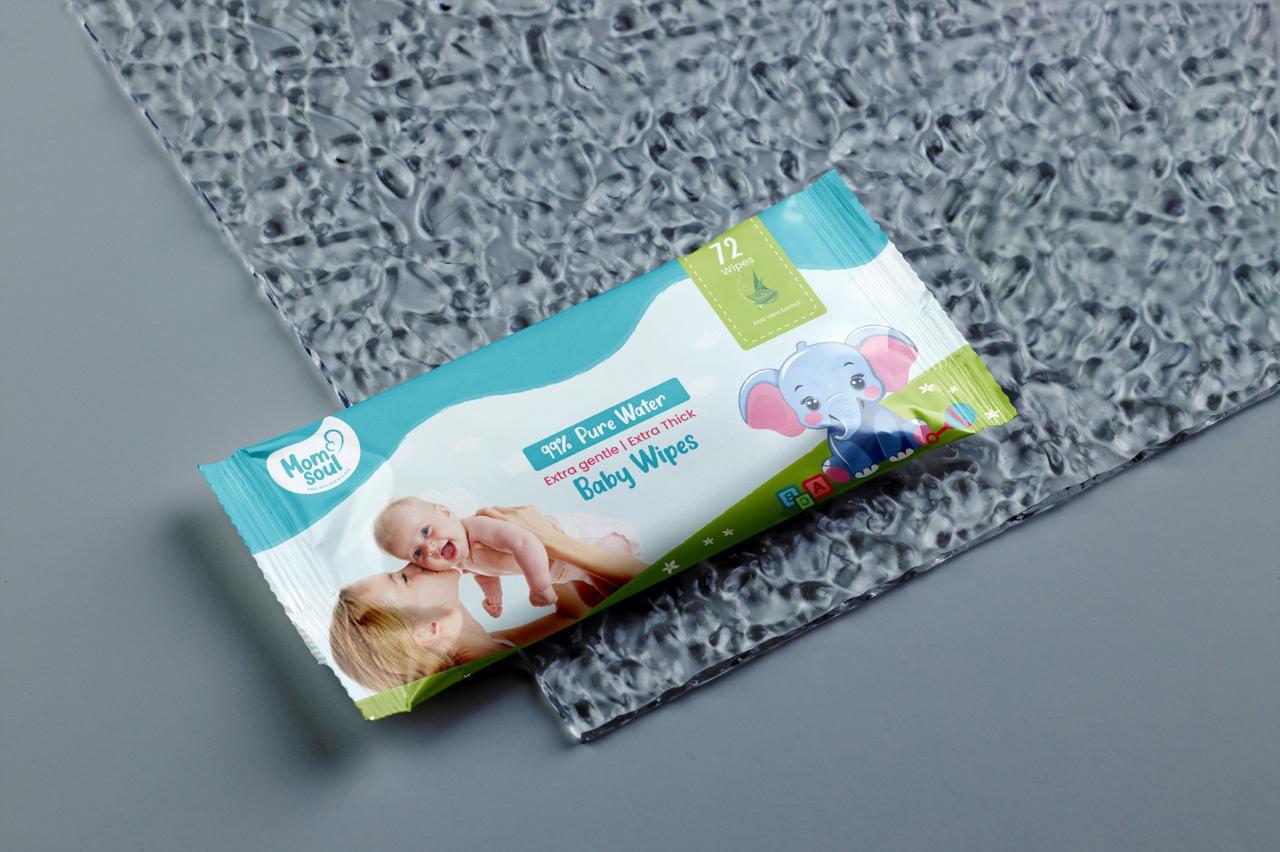 Mom
soul
72
Wipes
Aloe Vera Extract
99% Pure Water
Extra gentle | Extra Thick
Baby Wipes
B
A
C